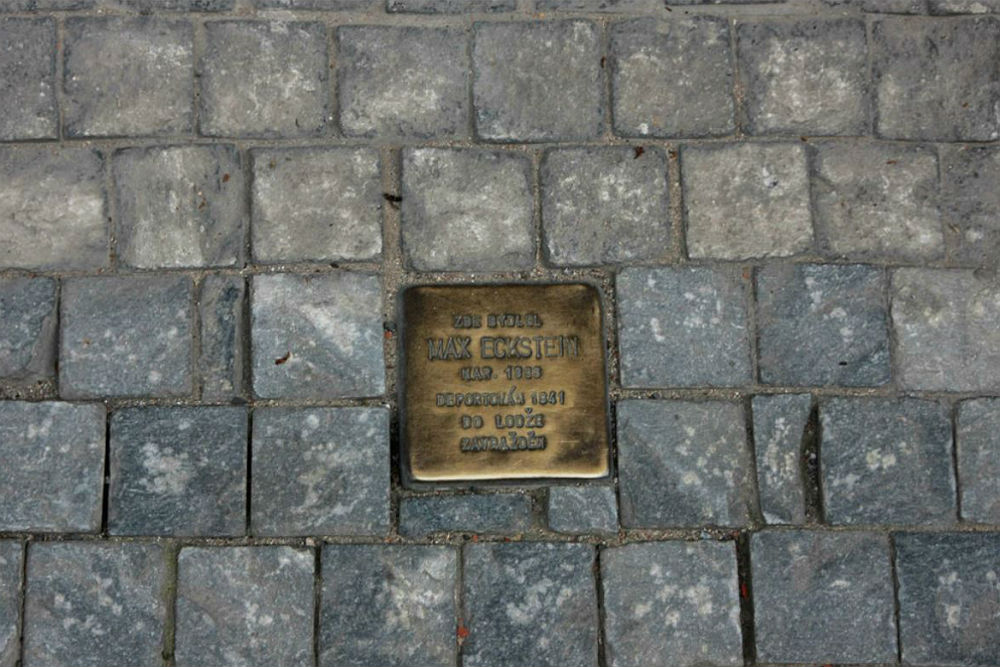 ZDE BYDLEL
MAX ECKSTEIN
NAR.
DEPORTOVÁN 1941
DO LODŽE
ZAVRAŽDĚN